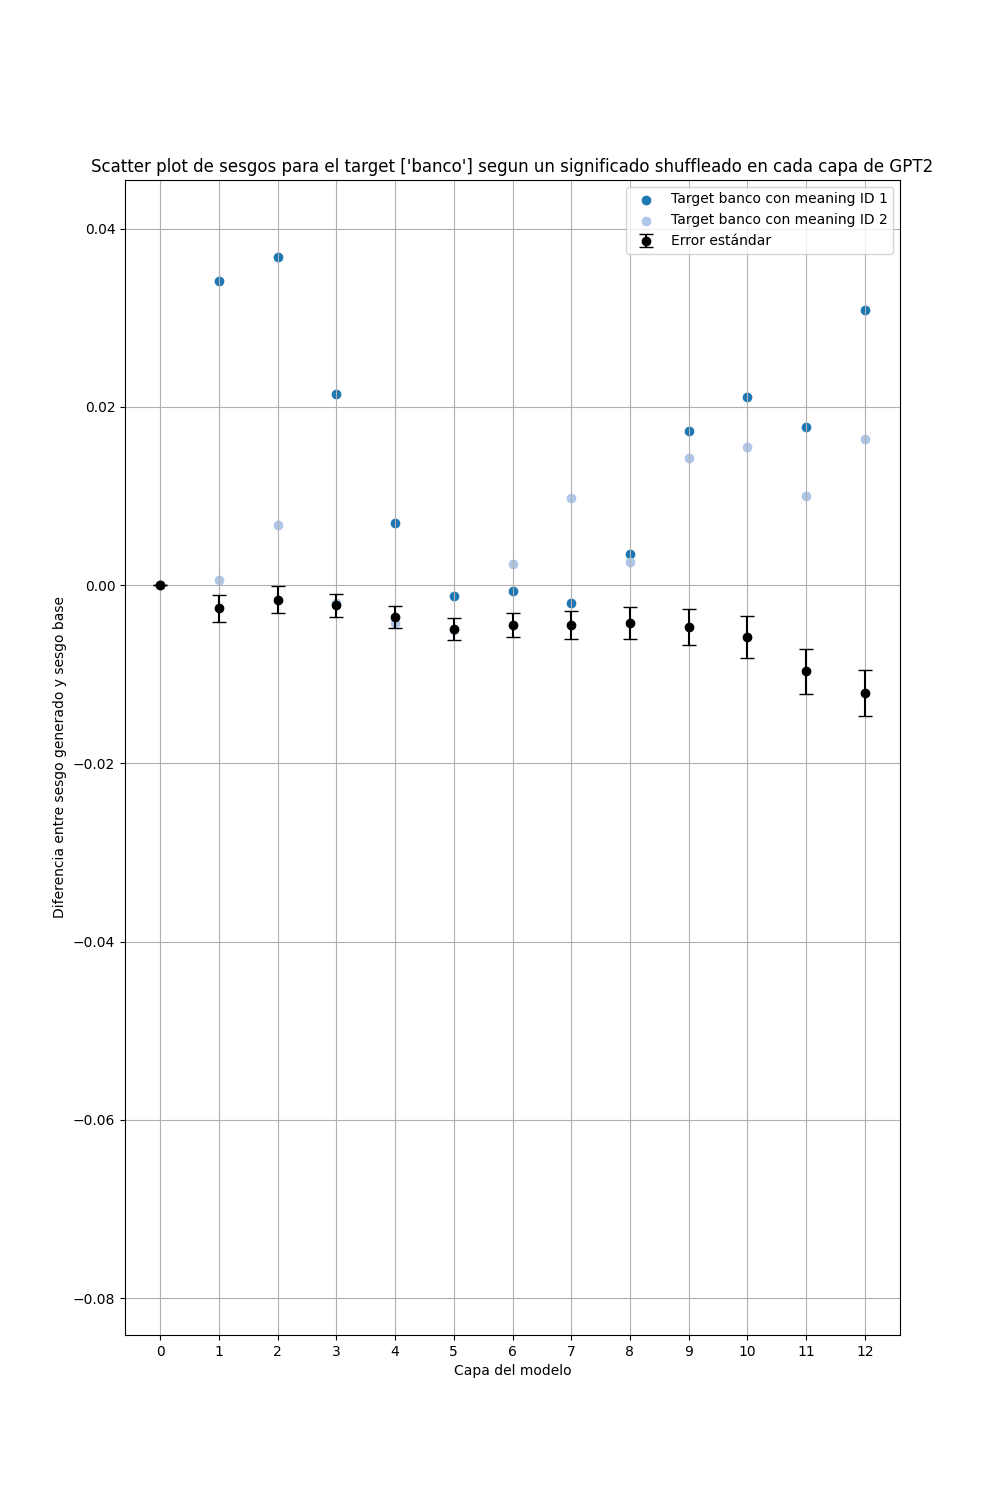 Scatter plot de sesgos para el target ['banco'] segun un significado shuffleado en cada capa de GPT2
Target banco con meaning ID 1
Target banco con meaning ID 2
Error estándar
0.04
0.02
0.00
−0.02
−0.04
−0.06
−0.08
Diferencia entre sesgo generado y sesgo base
0 1 2 3 4 5 6 7 8 9 10 11 12
Capa del modelo